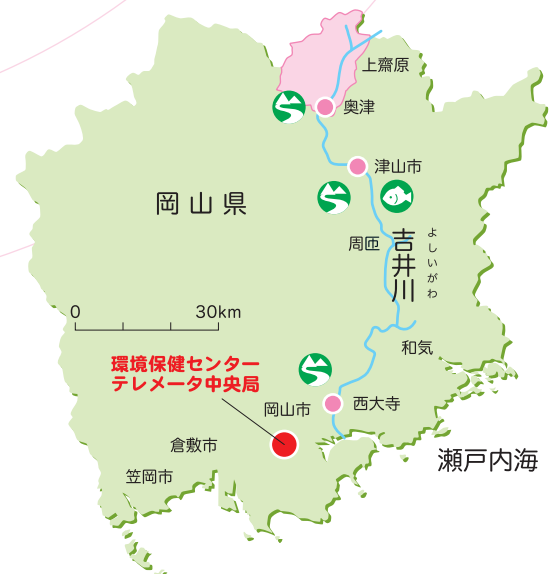 上齋原
奥津
津山市
岡山県
周匝
吉井川
よしいがわ
0 30km
和気
環境保健センター
テレメータ中央局
岡山市
西大寺
倉敷市
瀬戸内海
笠岡市